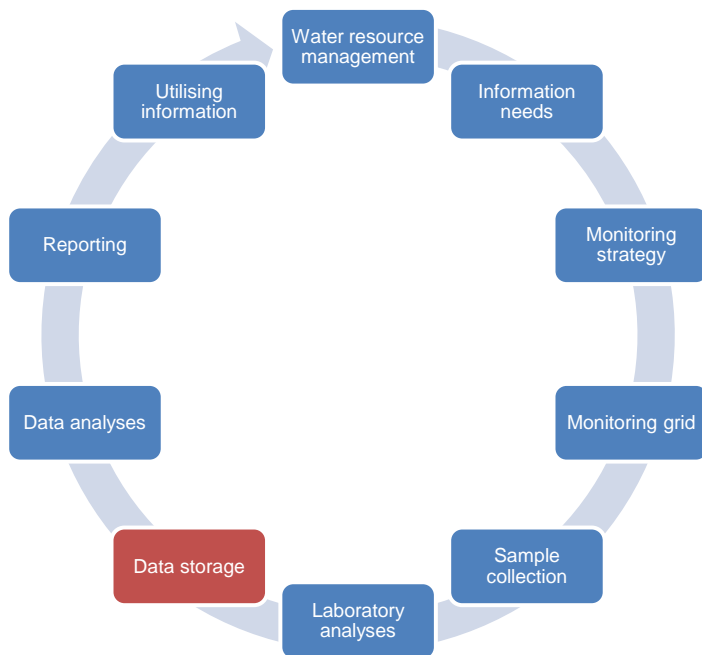 Water resource
management
Information
needs
Monitoring
strategy
Monitoring grid
Sample
collection
Laboratory
analyses
Data storage
Data analyses
Reporting
Utilising
information